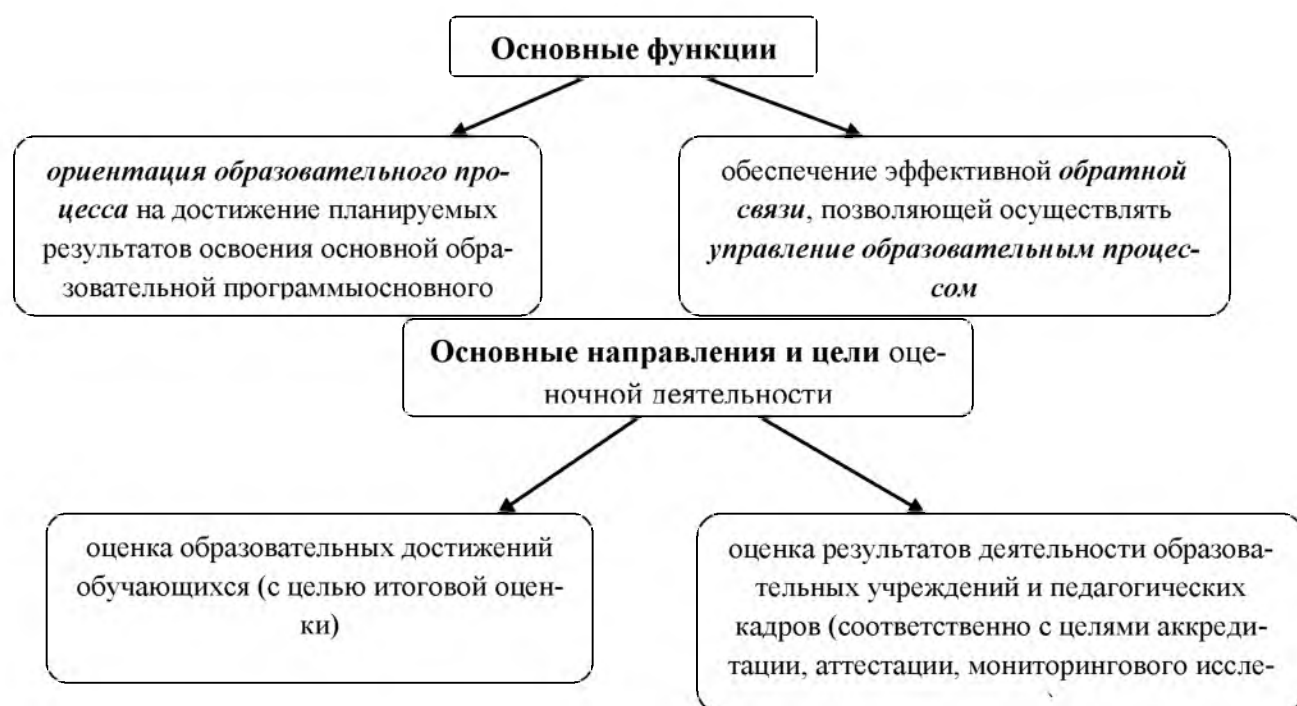 Основные функции
ориентация образовательного про-
цесса на достижение планируемых
результатов освоения основной обра-
зовательной программыосновного
обеспечение эффективной обратной
связи, позволяющей осуществлять
управление образовательным процес-
сом
Основные направления и цели оце-
ночной деятельности
оценка образовательных достижений
обучающихся (с целью итоговой оцен-
ки)
оценка результатов деятельности образова-
тельных учреждений и педагогических
кадров (соответственно с целями аккреди-
тации, аттестации, мониторингового иссле-